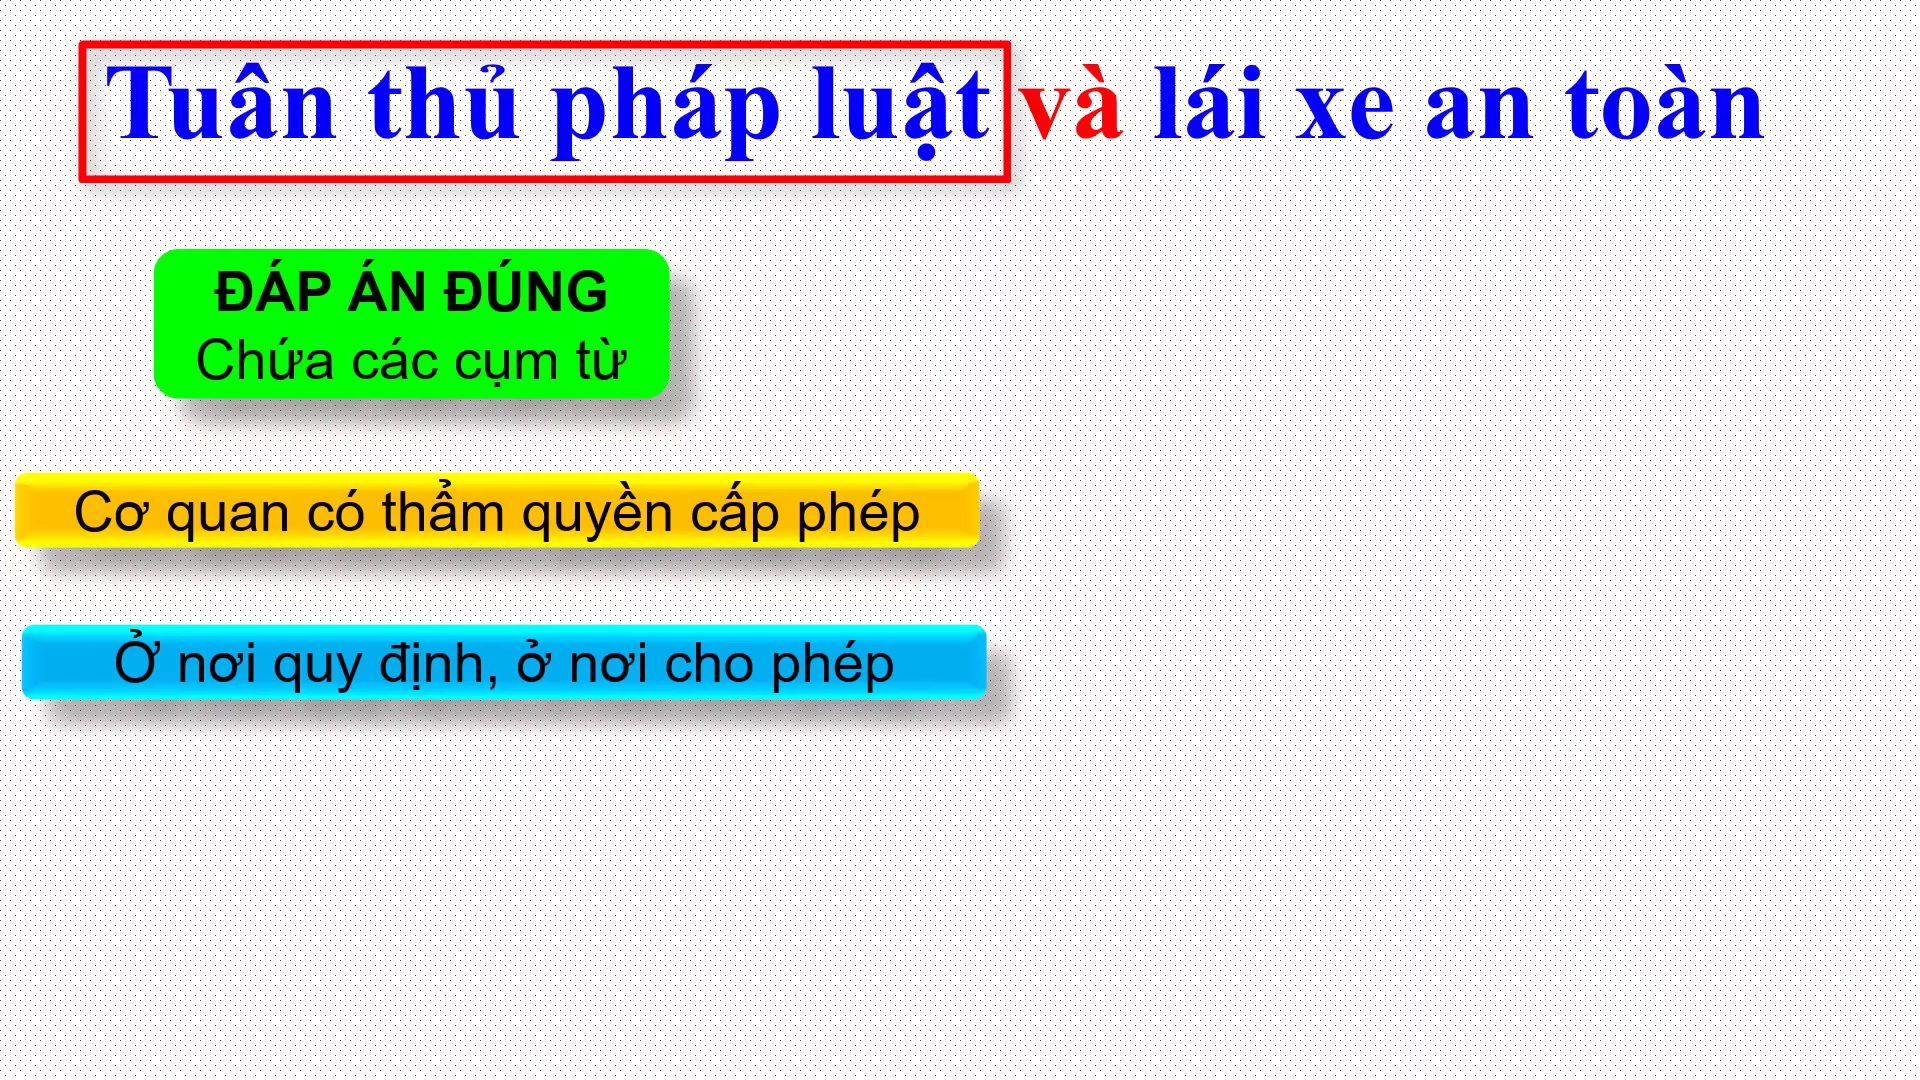 Tuân thủ pháp luật và lái xe an toàn
ĐÁP ÁN ĐÚNG
Chứa các cụm từ
Cơ quan có thẩm quyền cấp phép
Ở nơi quy định, ở nơi cho phép